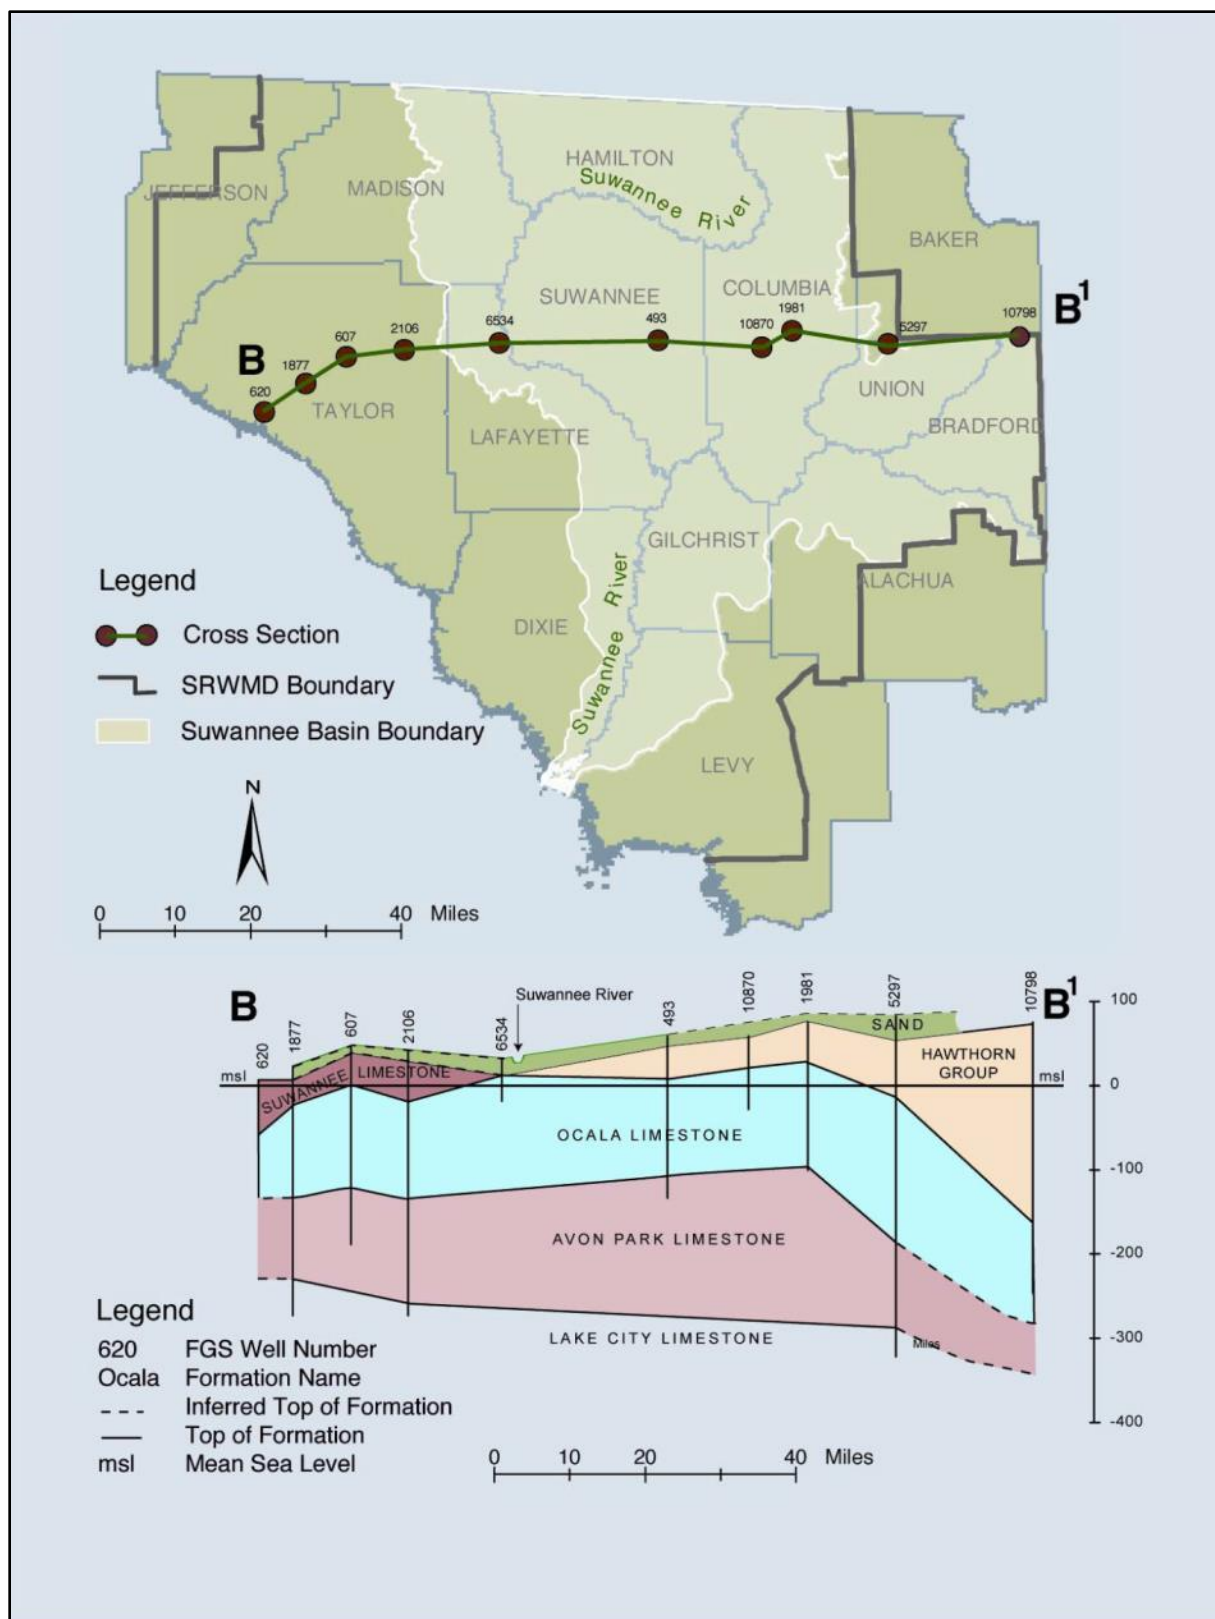 HAMILTON
Suwannee River
JEFFERSON
MADISON
BAKER
SUWANNEE
COLUMBIA
B
B1
620
1877
607
2106
6534
493
10870
1981
5297
10798
TAYLOR
LAFAYETTE
UNION
BRADFORD
GILCHRIST
ALACHUA
DIXIE
Suwannee River
LEVY
Legend
Cross Section
SRWMD Boundary
Suwannee Basin Boundary
N
0 10 20 40 Miles
B
B1
620
1877
607
2106
6534
Suwannee River
493
10870
1981
5297
10798
100
SAND
HAWTHORN
GROUP
SUWANNEE LIMESTONE
msl
msl
0
OCALA LIMESTONE
-100
AVON PARK LIMESTONE
-200
LAKE CITY LIMESTONE
Miles
-300
-400
Legend
620 FGS Well Number
Ocala Formation Name
Inferred Top of Formation
Top of Formation
msl Mean Sea Level
0 10 20 40 Miles